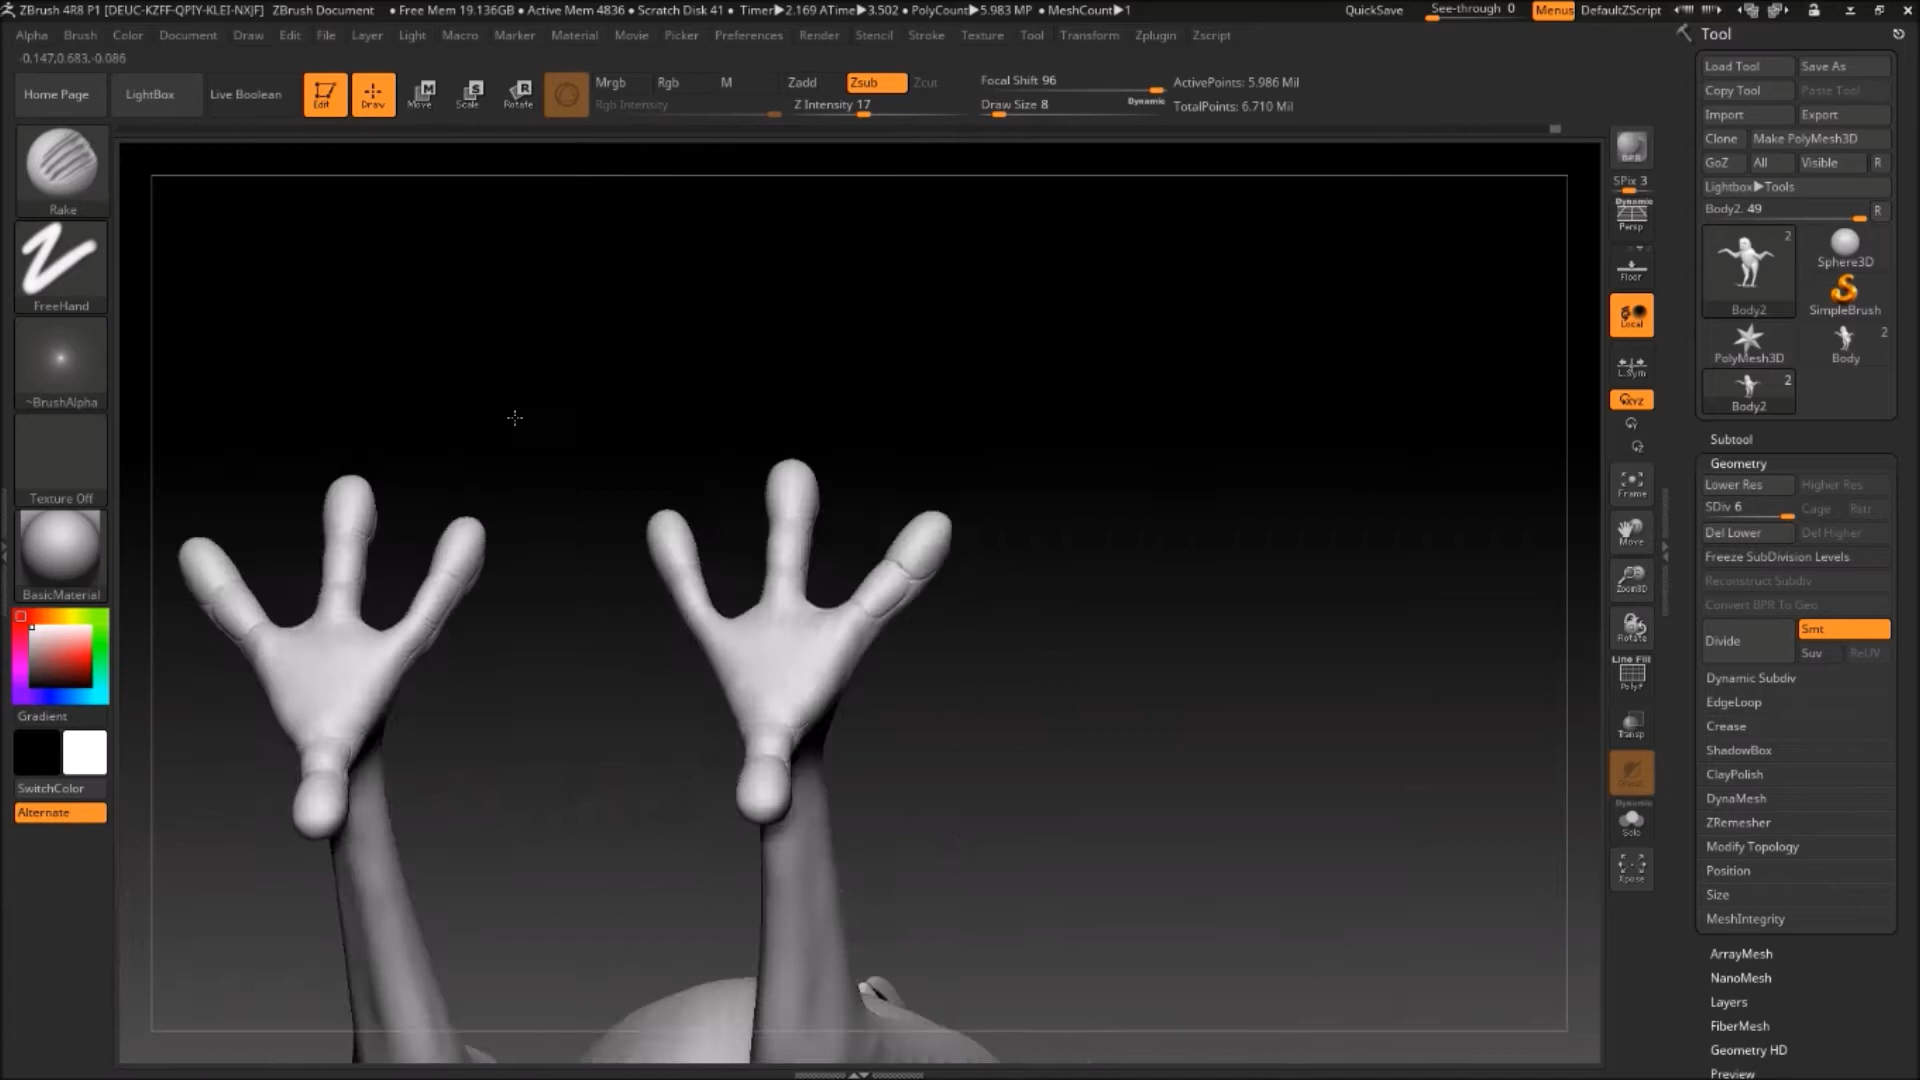 ZBrush 4R8 P1 [DEUC-KZFF-QPIY-KLEI-NXJF] ZBrush Document • Free Mem 19.136GB • Active Mem 4836 • Scratch Disk 41 • Timer▶2.169 ATime▶3.502 • PolyCount▶5.983 MP • MeshCount▶1 QuickSave See-through 0 Menus DefaultZScript
Alpha Brush Color Document Draw Edit File Layer Light Macro Marker Material Movie Picker Preferences Render Stencil Stroke Texture Tool Transform Zplugin Zscript
-0.147,0.683,-0.086
Home Page LightBox Live Boolean Edit Draw Move Scale Rotate
Mrgb Rgb M Zadd Zsub Zcut
Rgb Intensity Z Intensity 17
Focal Shift 96
Draw Size 8 Dynamic
ActivePoints: 5.986 Mil
TotalPoints: 6.710 Mil
Rake
FreeHand
~BrushAlpha
Texture Off
BasicMaterial
Gradient
SwitchColor
Alternate
BPR
SPix 3
Dynamic
Persp
Floor
Local
L.Sym
XYZ
Frame
Move
Zoom3D
Rotate
Line Fill
PolyF
Transp
Dynamic
Solo
Xpose
Tool
Load Tool Save As
Copy Tool Paste Tool
Import Export
Clone Make PolyMesh3D
GoZ All Visible R
Lightbox▶Tools
Body2. 49 R
2
Body2 Sphere3D
SimpleBrush
PolyMesh3D Body 2
Body2 2
Subtool
Geometry
Lower Res Higher Res
SDiv 6 Cage Rstr
Del Lower Del Higher
Freeze SubDivision Levels
Reconstruct Subdiv
Convert BPR To Geo
Divide Smt
Suv ReUV
Dynamic Subdiv
EdgeLoop
Crease
ShadowBox
ClayPolish
DynaMesh
ZRemesher
Modify Topology
Position
Size
MeshIntegrity
ArrayMesh
NanoMesh
Layers
FiberMesh
Geometry HD
Preview